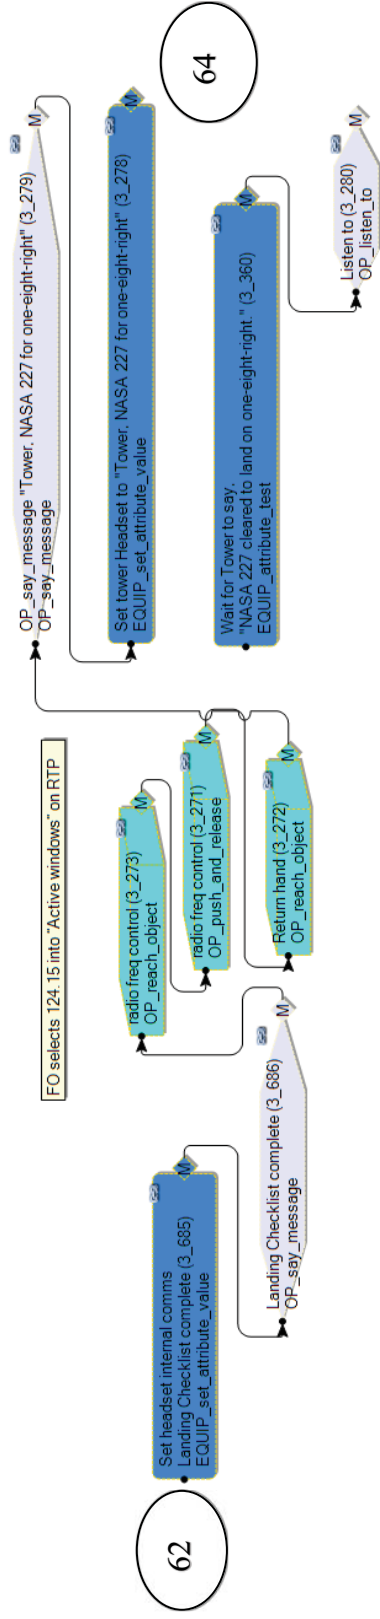 62
Set headset internal comms
Landing Checklist complete (3_685)
EQUIP_set_attribute_value
M
Landing Checklist complete (3_686)
OP_say_message
M
FO selects 124.15 into "Active windows" on RTP
radio freq control (3_273)
OP_reach_object
M
radio freq control (3_271)
OP_push_and_release
M
Return hand (3_272)
OP_reach_object
M
OP_say_message "Tower, NASA 227 for one-eight-right" (3_279)
OP_say_message
M
Set tower Headset to "Tower, NASA 227 for one-eight-right" (3_278)
EQUIP_set_attribute_value
M
Wait for Tower to say,
"NASA 227 cleared to land on one-eight-right." (3_360)
EQUIP_attribute_test
M
Listen to (3_280)
OP_listen_to
M
64